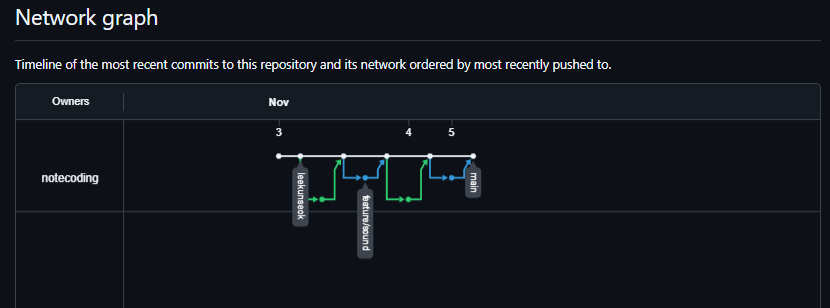 Network graph
Timeline of the most recent commits to this repository and its network ordered by most recently pushed to.
Owners
Nov
3
4
5
notecoding
leekunseok
feature/sound
main